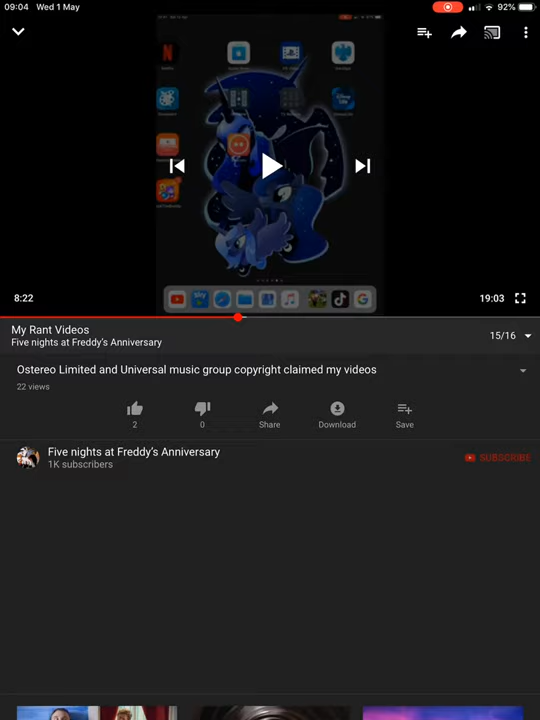 09:04 Wed 1 May 92%
8:22 19:03
My Rant Videos
Five nights at Freddy's Anniversary
15/16
Ostereo Limited and Universal music group copyright claimed my videos
22 views
2 0 Share Download Save
Five nights at Freddy's Anniversary
1K subscribers
SUBSCRIBE